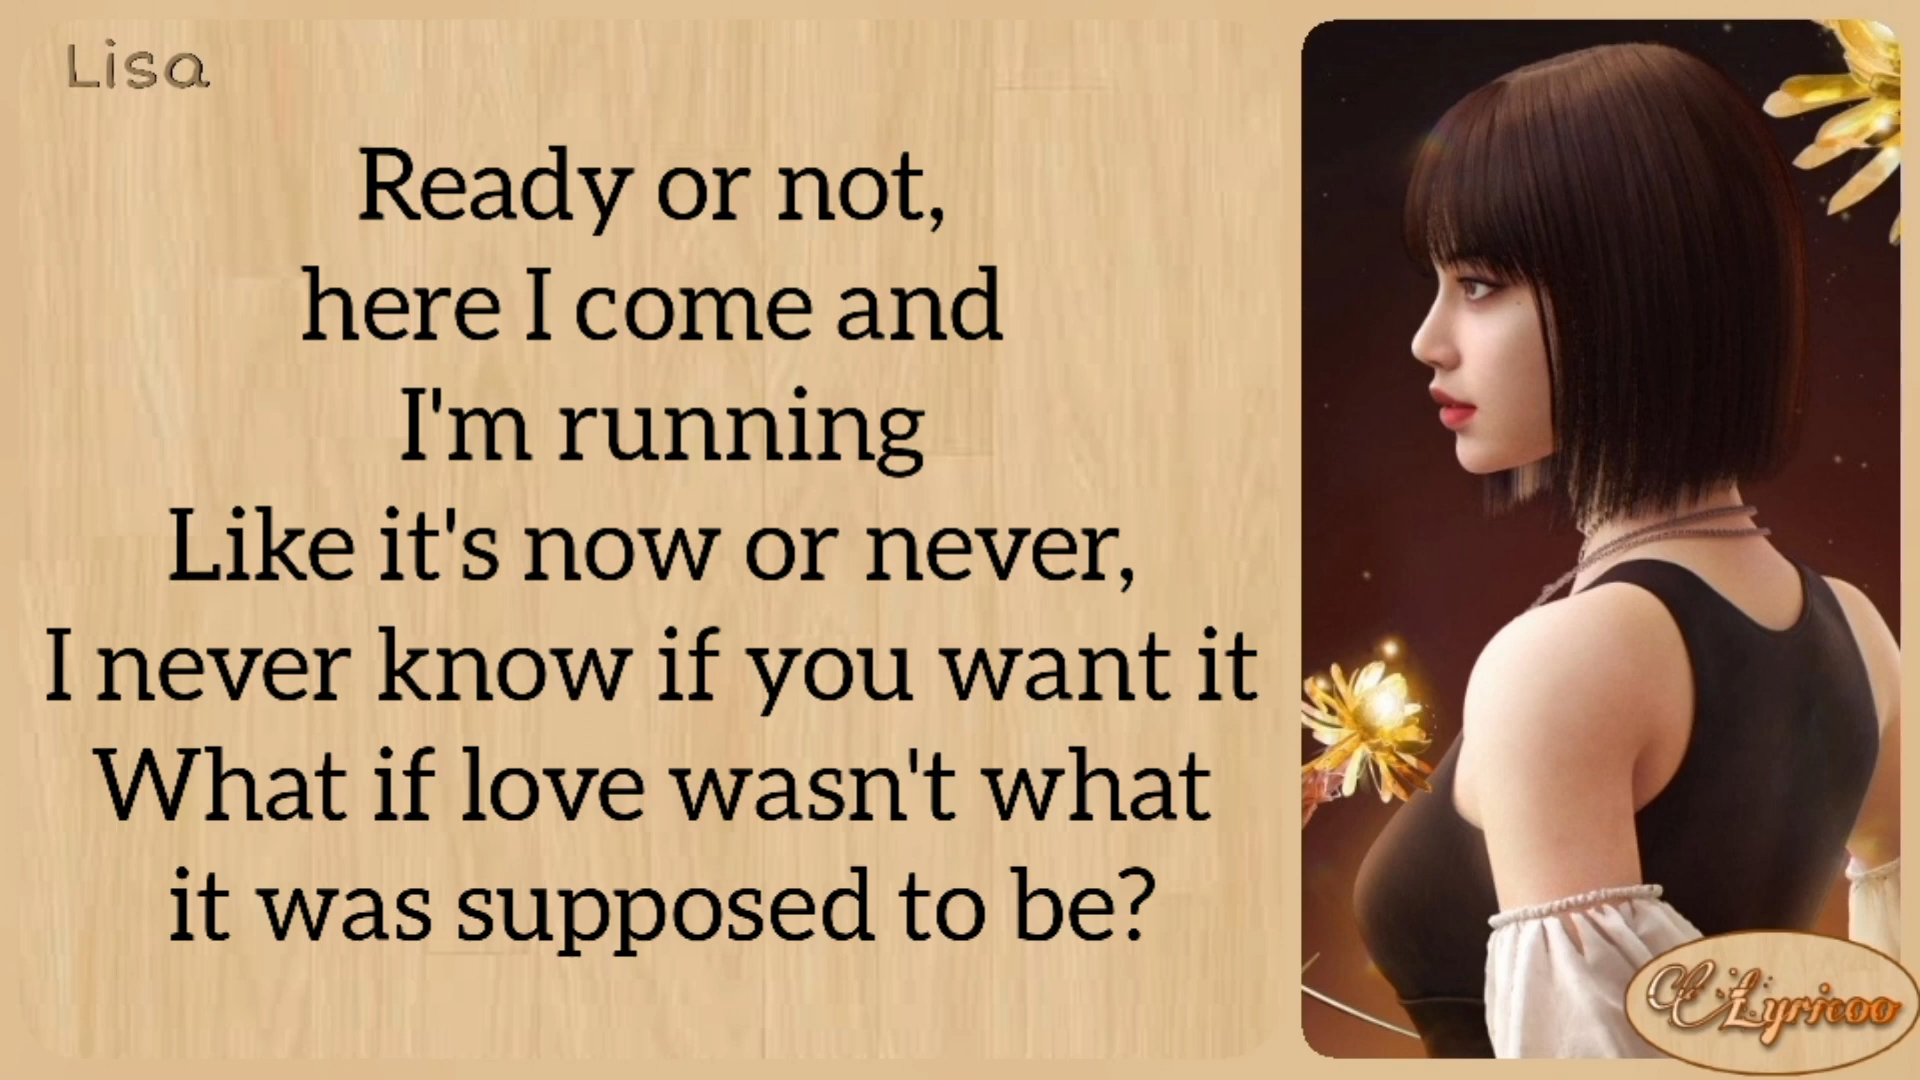 Lisa
Ready or not,
here I come and
I'm running
Like it's now or never,
I never know if you want it
What if love wasn't what
it was supposed to be?
Lyricoo